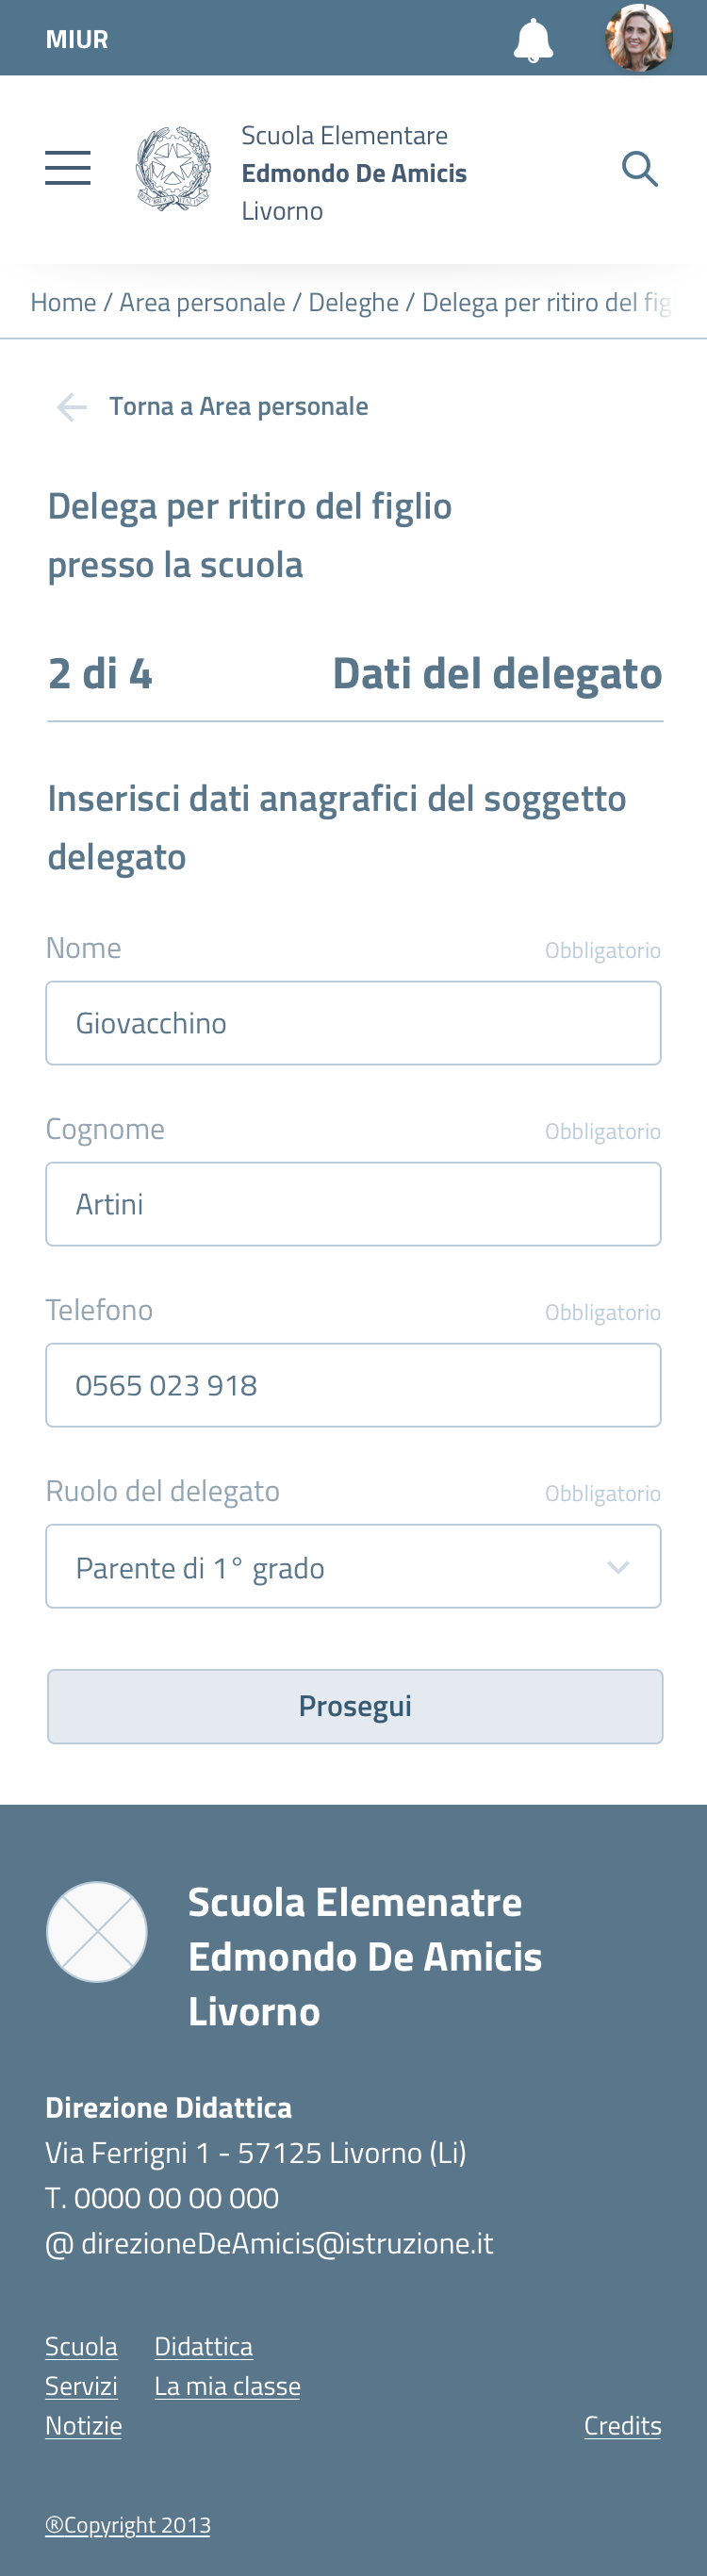 MIUR
Scuola Elementare
Edmondo De Amicis
Livorno
Home / Area personale / Deleghe / Delega per ritiro del figl
Torna a Area personale
Delega per ritiro del figlio
presso la scuola
2 di 4 Dati del delegato
Inserisci dati anagrafici del soggetto
delegato
Nome Obbligatorio
Giovacchino
Cognome Obbligatorio
Artini
Telefono Obbligatorio
0565 023 918
Ruolo del delegato Obbligatorio
Parente di 1° grado
Prosegui
Scuola Elemenatre
Edmondo De Amicis
Livorno
Direzione Didattica
Via Ferrigni 1 - 57125 Livorno (Li)
T. 0000 00 00 000
@ direzioneDeAmicis@istruzione.it
Scuola Didattica
Servizi La mia classe
Notizie Credits
®Copyright 2013